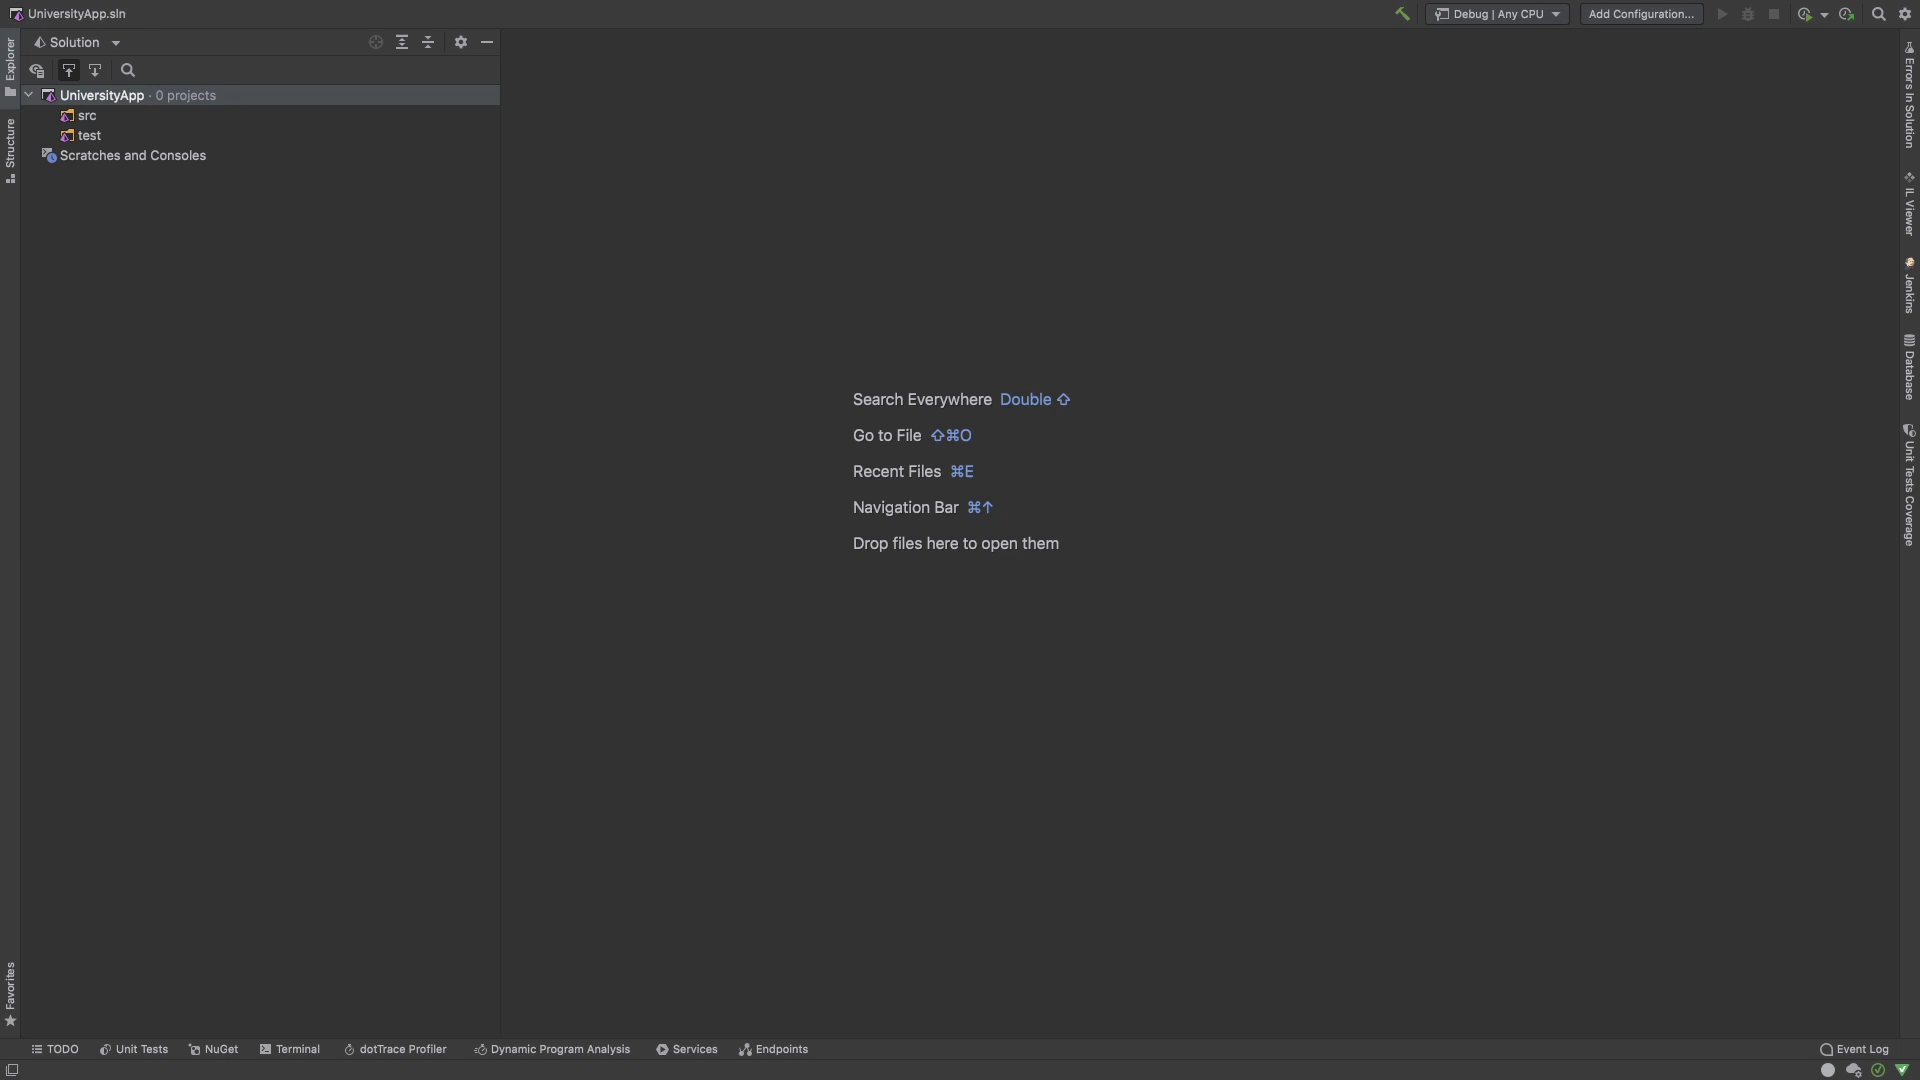 UniversityApp.sln
Debug | Any CPU
Add Configuration...
Solution
UniversityApp · 0 projects
src
test
Scratches and Consoles
Explorer
Structure
Favorites
Search Everywhere Double ⇧
Go to File ⇧⌘O
Recent Files ⌘E
Navigation Bar ⌘↑
Drop files here to open them
Errors In Solution
IL Viewer
Jenkins
Database
Unit Tests Coverage
TODO
Unit Tests
NuGet
Terminal
dotTrace Profiler
Dynamic Program Analysis
Services
Endpoints
Event Log